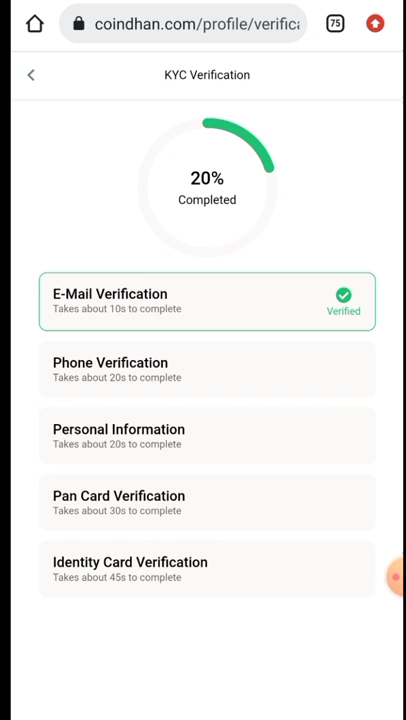 coindhan.com/profile/verifica
75
KYC Verification
20%
Completed
E-Mail Verification
Takes about 10s to complete
Verified
Phone Verification
Takes about 20s to complete
Personal Information
Takes about 20s to complete
Pan Card Verification
Takes about 30s to complete
Identity Card Verification
Takes about 45s to complete